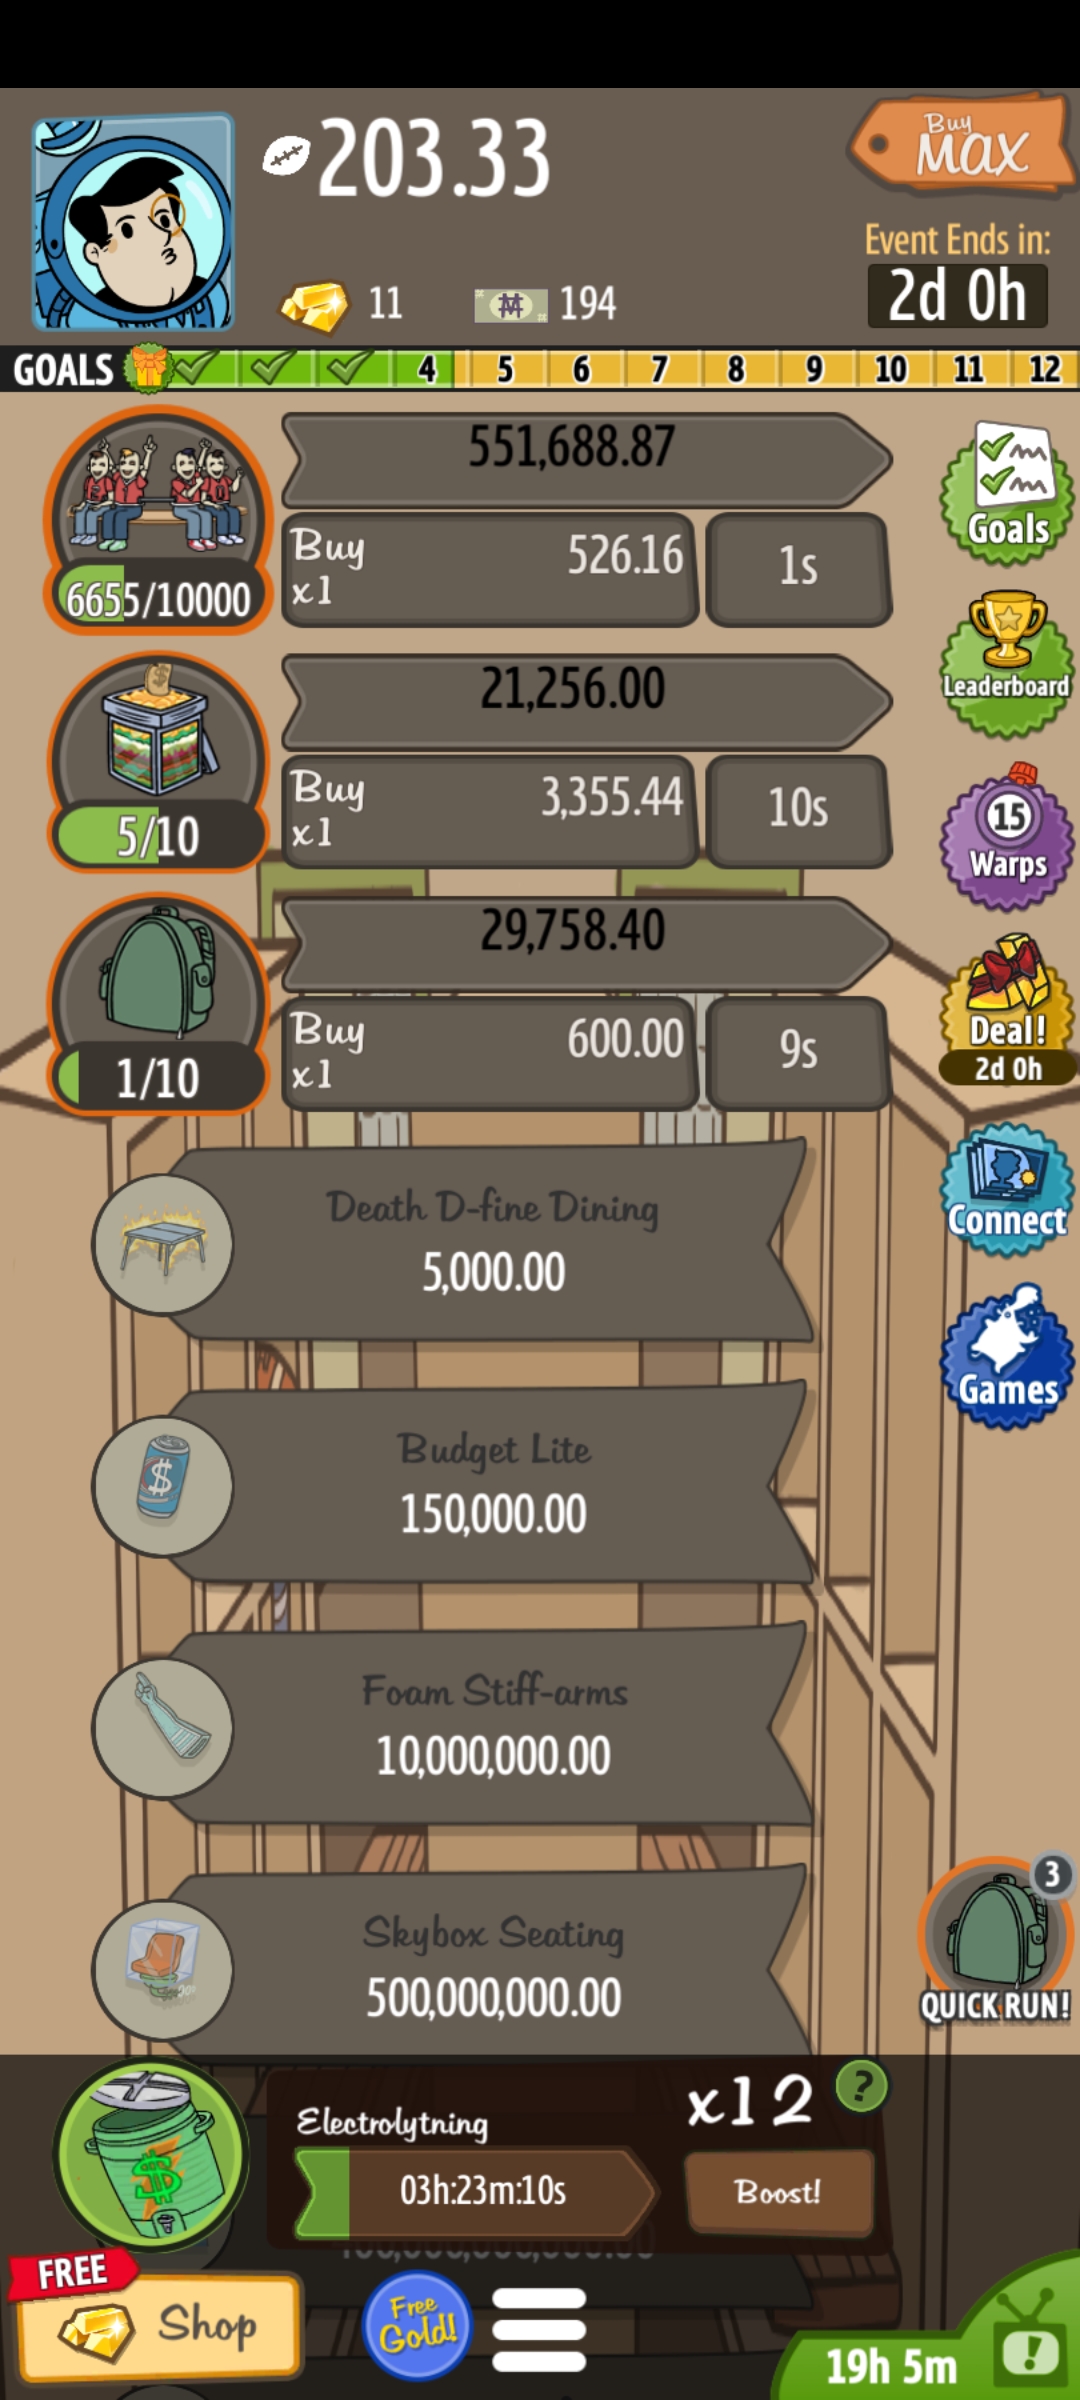 203.33
Buy
MAX
Event Ends in:
2d 0h
11
194
GOALS
4 5 6 7 8 9 10 11 12
551,688.87
6655/10000
Buy
x1
526.16
1s
Goals
21,256.00
5/10
Buy
x1
3,355.44
10s
Leaderboard
15
Warps
29,758.40
1/10
Buy
x1
600.00
9s
Deal!
2d 0h
Death D-fine Dining
5,000.00
Connect
Budget Lite
150,000.00
Games
Foam Stiff-arms
10,000,000.00
Skybox Seating
500,000,000.00
3
QUICK RUN!
Electrolytning
x12
?
03h:23m:10s
Boost!
FREE
Shop
Free
Gold!
19h 5m
!